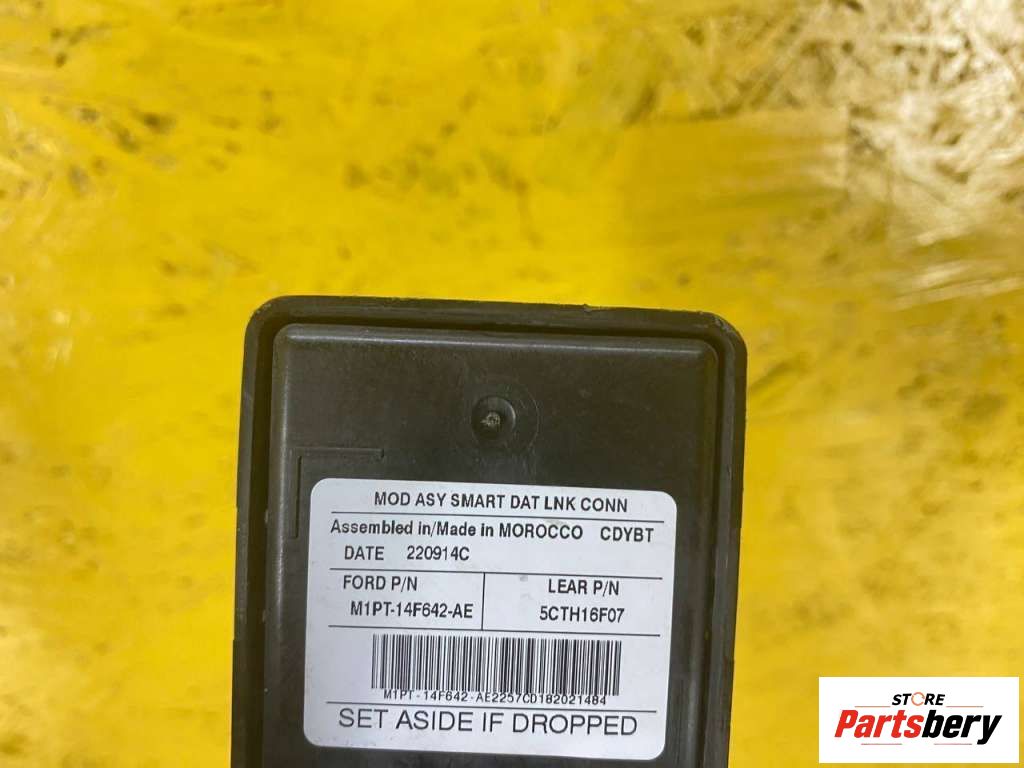 MOD ASY SMART DAT LNK CONN
Assembled in/Made in MOROCCO CDYBT
DATE 220914C
FORD P/N LEAR P/N
M1PT-14F642-AE 5CTH16F07
M1PT-14F642-AE2257CD182021484
SET ASIDE IF DROPPED
STORE
Partsbery